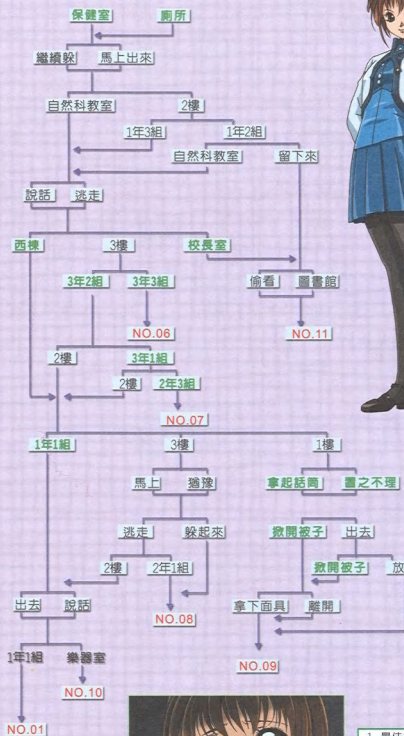 保健室 廁所
繼續躲 馬上出來
自然科教室 2樓
1年3組 1年2組
自然科教室 留下來
說話 逃走
西棟 3樓 校長室
3年2組 3年3組 偷看 圖書館
NO.06 NO.11
2樓 3年1組
2樓 2年3組
NO.07
1年1組 3樓 1樓
馬上 猶豫 拿起話筒 置之不理
逃走 躲起來 掀開被子 出去
2樓 2年1組 掀開被子 放
出去 說話 NO.08 拿下面具 離開
1年1組 樂器室 NO.09
NO.10
NO.01